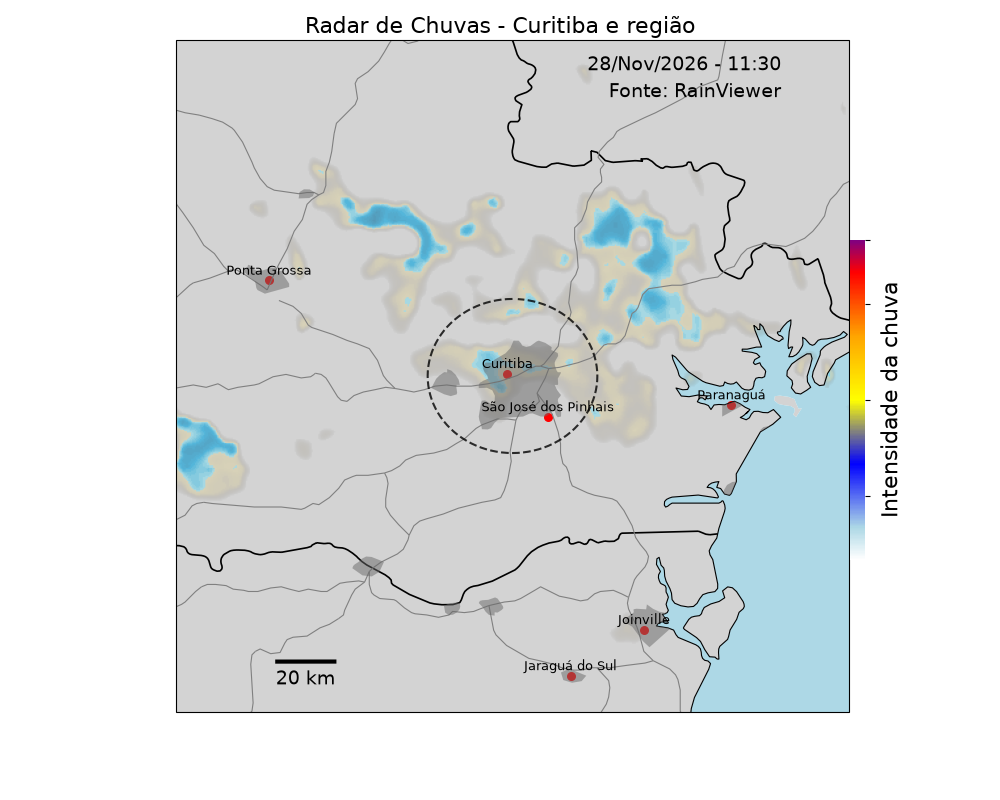 Radar de Chuvas - Curitiba e região
28/Nov/2026 - 11:30
Fonte: RainViewer
Ponta Grossa
Curitiba
São José dos Pinhais
Paranaguá
Intensidade da chuva
Joinville
Jaraguá do Sul
20 km